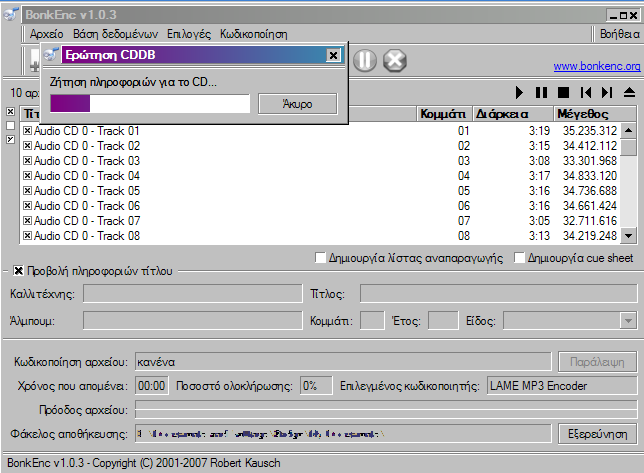 BonkEnc v1.0.3
Αρχείο Βάση δεδομένων Επιλογές Κωδικοποίηση Βοήθεια
Ερώτηση CDDB
www.bonkenc.org
Ζήτηση πληροφοριών για το CD...
Άκυρο
10
Κομμάτι Διάρκεια Μέγεθος
Audio CD 0 - Track 01 01 3:19 35.235.312
Audio CD 0 - Track 02 02 3:15 34.412.112
Audio CD 0 - Track 03 03 3:08 33.301.968
Audio CD 0 - Track 04 04 3:17 34.833.120
Audio CD 0 - Track 05 05 3:16 34.736.688
Audio CD 0 - Track 06 06 3:16 34.661.424
Audio CD 0 - Track 07 07 3:05 32.711.616
Audio CD 0 - Track 08 08 3:13 34.219.248
Δημιουργία λίστας αναπαραγωγής Δημιουργία cue sheet
Προβολή πληροφοριών τίτλου
Καλλιτέχνης: Τίτλος:
Άλμπουμ: Κομμάτι: Έτος: Είδος:
Κωδικοποίηση αρχείου: κανένα Παράλειψη
Χρόνος που απομένει: 00:00 Ποσοστό ολοκλήρωσης: 0% Επιλεγμένος κωδικοποιητής: LAME MP3 Encoder
Πρόοδος αρχείου:
Φάκελος αποθήκευσης: Εξερεύνηση
BonkEnc v1.0.3 - Copyright (C) 2001-2007 Robert Kausch